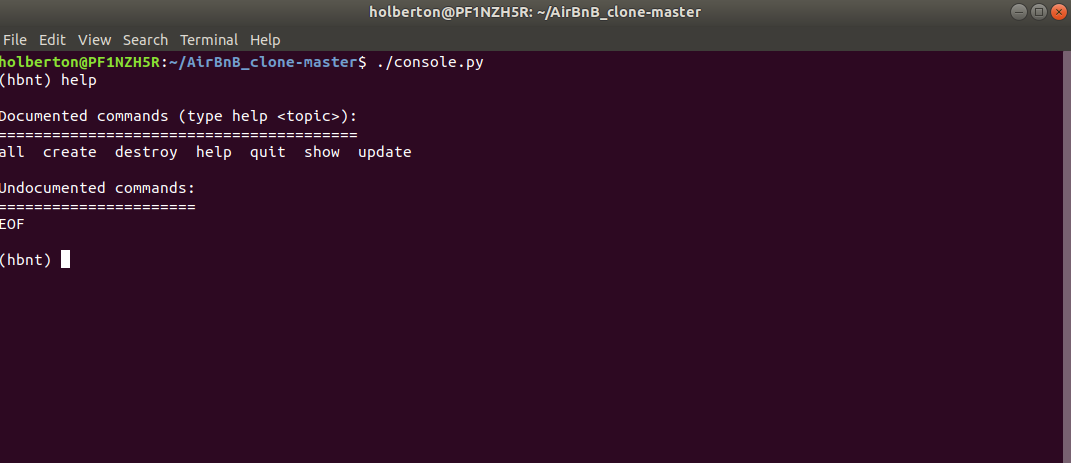 holberton@PF1NZH5R: ~/AirBnB_clone-master
File Edit View Search Terminal Help
holberton@PF1NZH5R:~/AirBnB_clone-master$ ./console.py
(hbnt) help
Documented commands (type help <topic>):
========================================
all  create  destroy  help  quit  show  update
Undocumented commands:
======================
EOF
(hbnt)